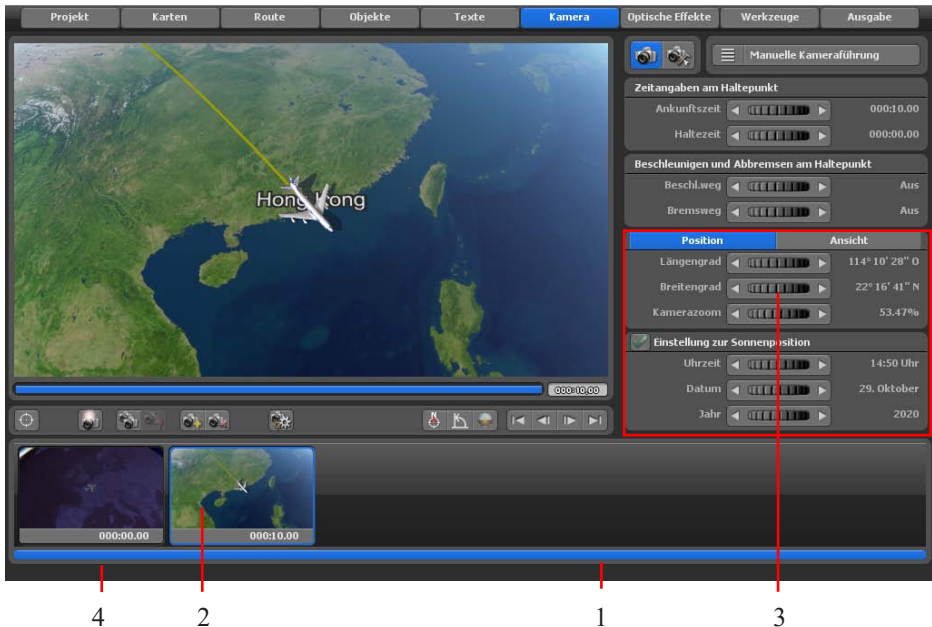 Projekt Karten Route Objekte Texte Kamera Optische Effekte Werkzeuge Ausgabe
Manuelle Kameraführung
Zeitangaben am Haltepunkt
Ankunftszeit 000:10.00
Haltezeit 000:00.00
Beschleunigen und Abbremsen am Haltepunkt
Beschl.weg Aus
Bremsweg Aus
Position Ansicht
Längengrad 114° 10' 28" O
Breitengrad 22° 16' 41" N
Kamerazoom 53.47%
Einstellung zur Sonnenposition
Uhrzeit 14:50 Uhr
Datum 29. Oktober
Jahr 2020
Hong Kong
000:10.00
000:00.00
000:10.00
4 2 1 3